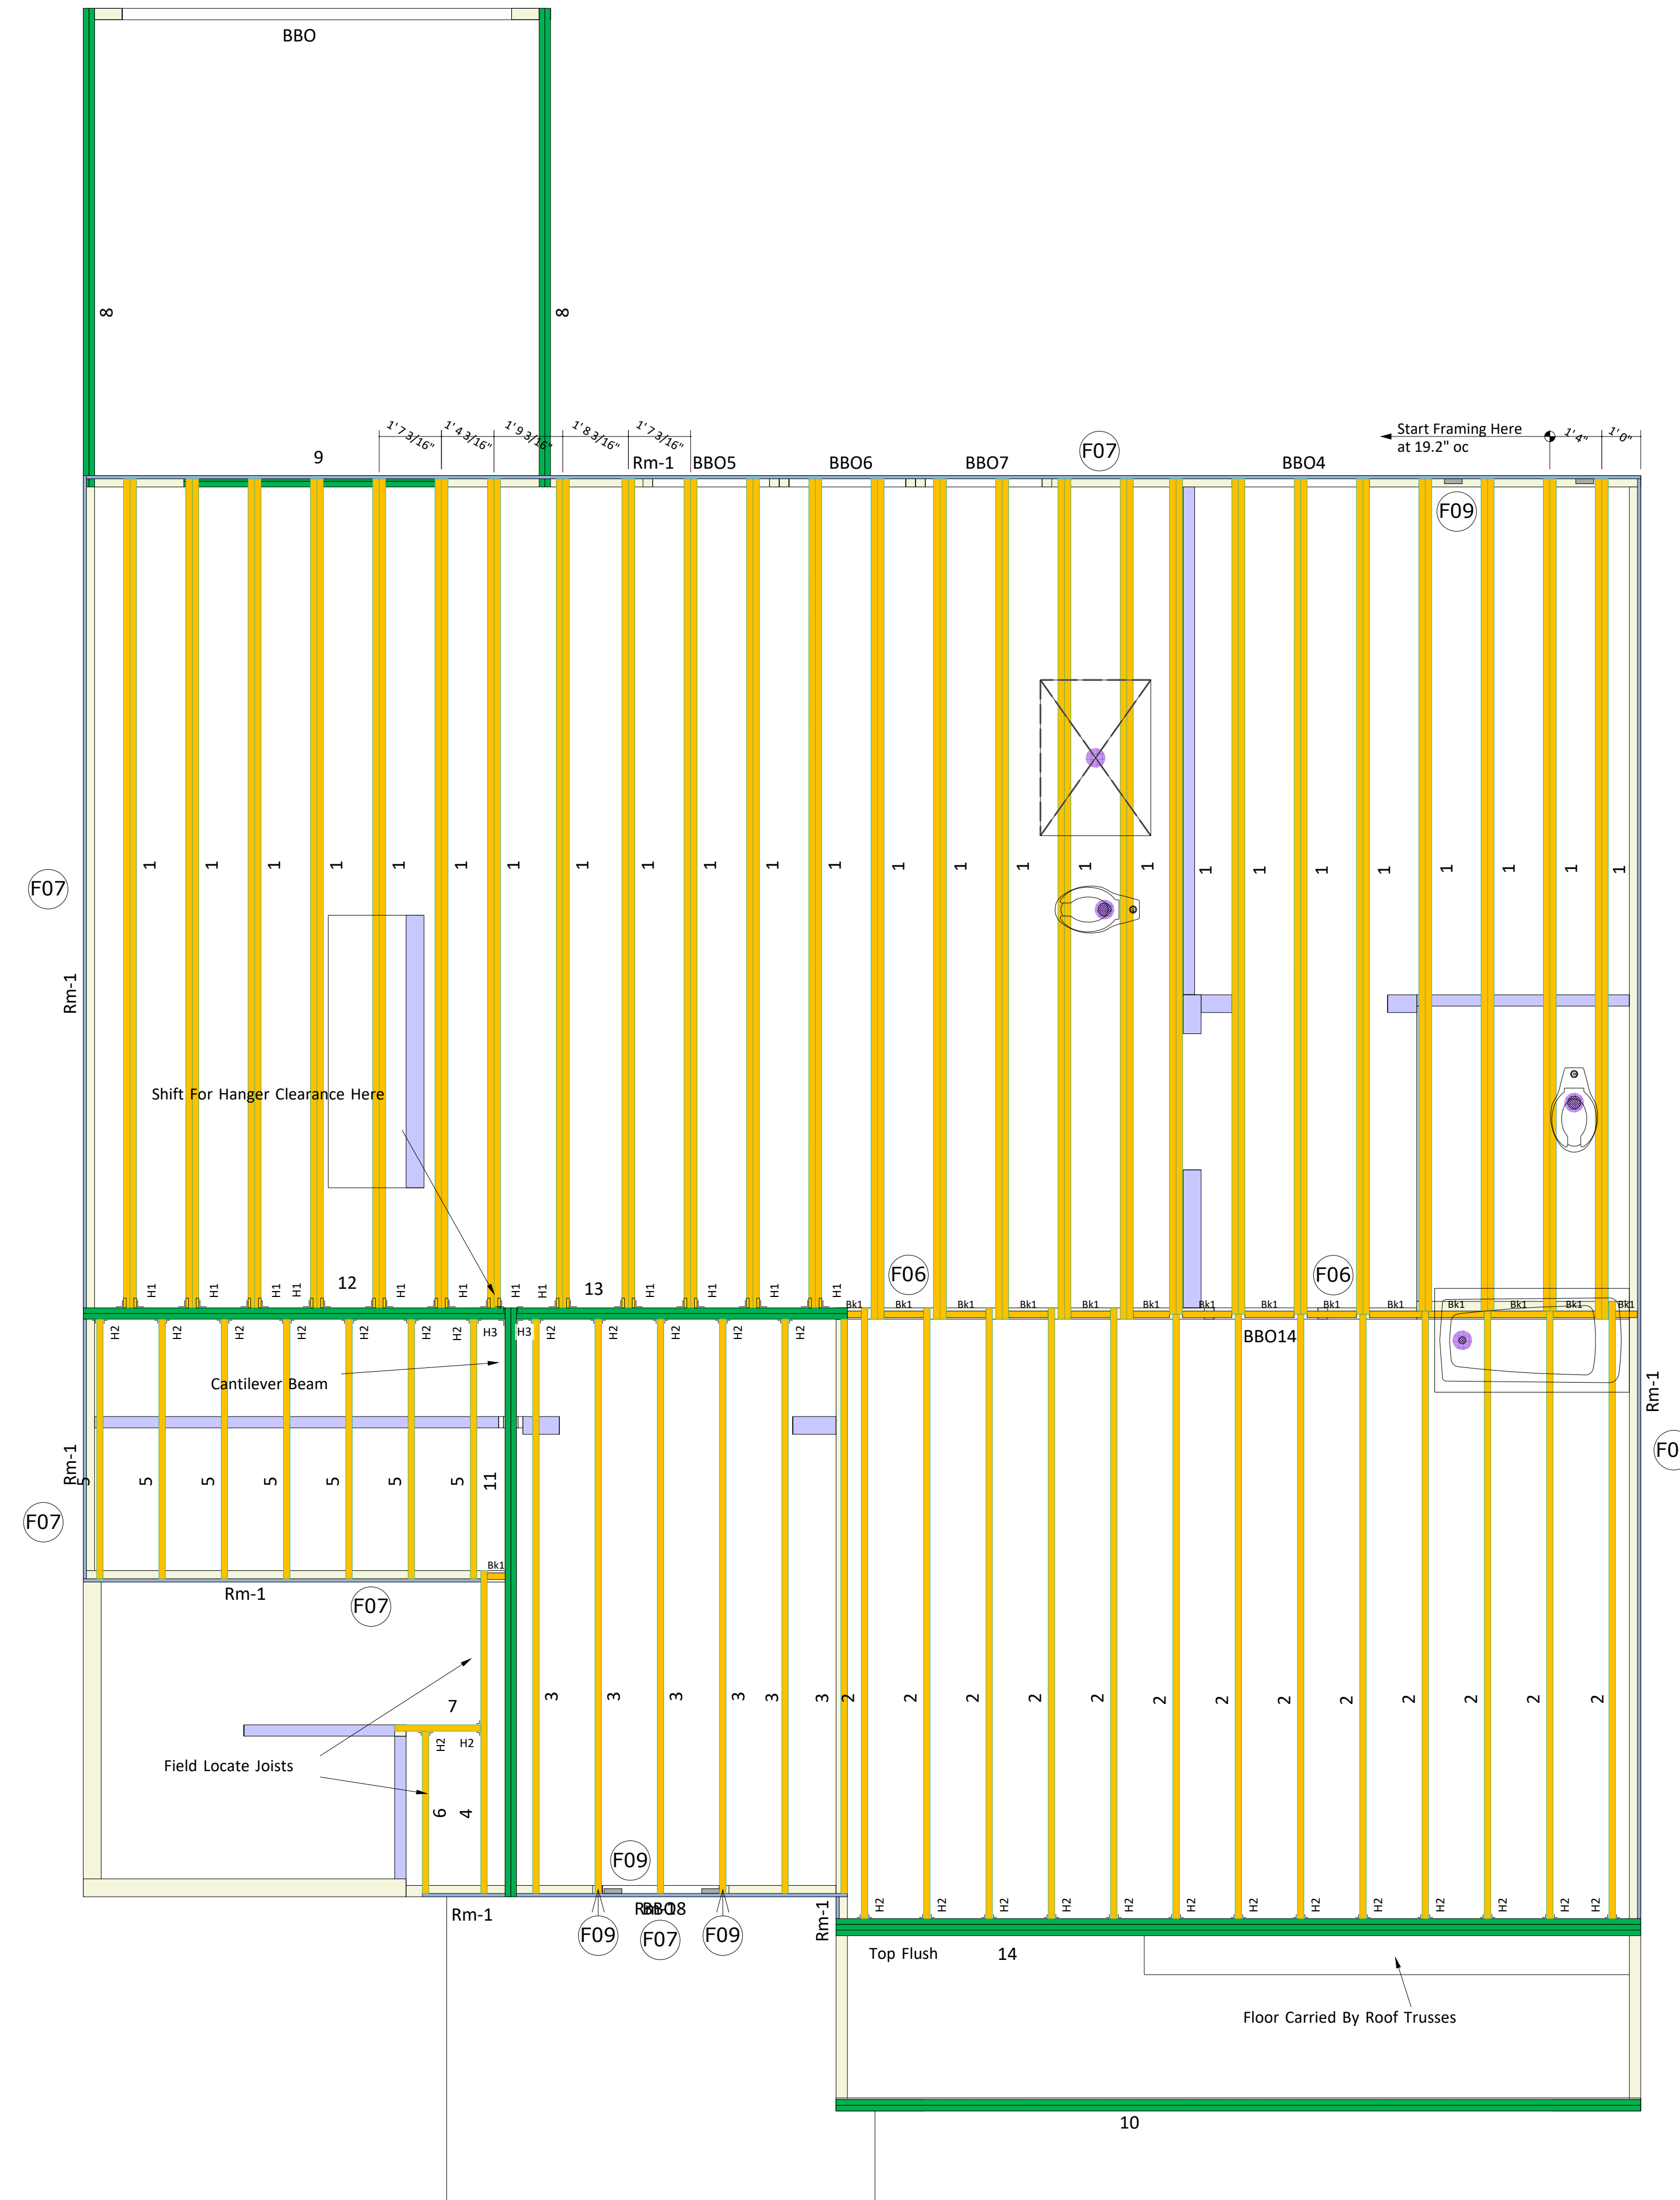 BBO
8
8
1' 7 3/16"
1' 4 3/16"
1' 9 3/16"
1' 8 3/16"
1' 7 3/16"
Start Framing Here
at 19.2" oc
1' 4"
1' 0"
9
Rm-1
BBO5
BBO6
BBO7
F07
BBO4
F09
F07
1 1 1 1 1 1 1 1 1 1 1 1 1 1 1 1 1 1 1 1 1 1 1 1 1
Rm-1
Shift For Hanger Clearance Here
F06
F06
H1 H1 H1 H1 H1 H1 H1 H1 H1 H1 H1 H1
12
13
Bk1 Bk1 Bk1 Bk1 Bk1 Bk1 Bk1 Bk1 Bk1 Bk1 Bk1 Bk1 Bk1
H2 H2 H2 H2 H2 H2 H2 H3 H3 H2 H2 H2 H2 H2
BBO14
Cantilever Beam
Rm-1
Rm-1
F0
5 5 5 5 5 5 5
11
F07
Bk1
Rm-1
F07
7
3 3 3 3 3 3
2 2 2 2 2 2 2 2 2 2 2 2 2 2
H2
H2
Field Locate Joists
6
4
F09
H2 H2 H2 H2 H2 H2 H2 H2 H2 H2 H2 H2 H2
Rm-1
Rm-1
F09
F07
F09
Rm-1
Top Flush
14
Floor Carried By Roof Trusses
10